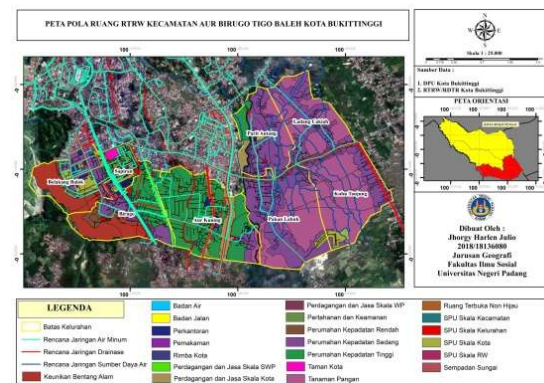 PETA POLA RUANG RTRW KECAMATAN AUR BIRUGO TIGO BALEH KOTA BUKITTINGGI
Skala 1 : 25.000
Sumber Data :
1. DPU Kota Bukittinggi
2. RTRW/RDTR Kota Bukittinggi
PETA ORIENTASI
Dibuat Oleh :
Jhorgy Harlen Julio
2018/18136080
Jurusan Geografi
Fakultas Ilmu Sosial
Universitas Negeri Padang
Ladang Cakiah
Parit Antang
Kubu Tanjung
Pakan Labuh
Aur Kuning
Sapiran
Birugo
Belakang Balok
LEGENDA
Batas Kelurahan
Rencana Jaringan Air Minum
Rencana Jaringan Drainase
Rencana Jaringan Sumber Daya Air
Keunikan Bentang Alam
Badan Air
Badan Jalan
Perkantoran
Pemakaman
Rimba Kota
Perdagangan dan Jasa Skala SWP
Perdagangan dan Jasa Skala Kota
Perdagangan dan Jasa Skala WP
Pertahanan dan Keamanan
Perumahan Kepadatan Rendah
Perumahan Kepadatan Sedang
Perumahan Kepadatan Tinggi
Taman Kota
Tanaman Pangan
Ruang Terbuka Non Hijau
SPU Skala Kecamatan
SPU Skala Kelurahan
SPU Skala Kota
SPU Skala RW
Sempadan Sungai